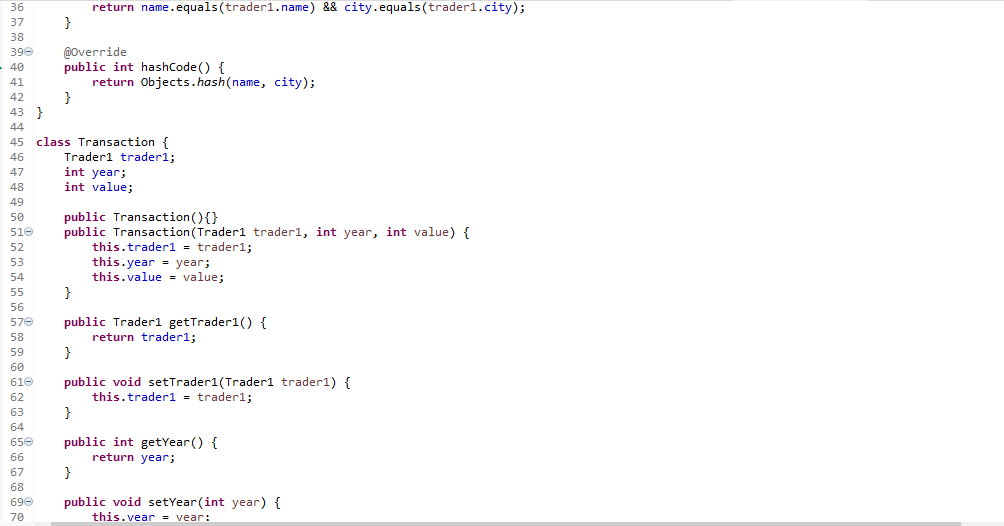 36 return name.equals(trader1.name) && city.equals(trader1.city);
37 }
38
39 @Override
40 public int hashCode() {
41 return Objects.hash(name, city);
42 }
43 }
44
45 class Transaction {
46 Trader1 trader1;
47 int year;
48 int value;
49
50 public Transaction(){}
51 public Transaction(Trader1 trader1, int year, int value) {
52 this.trader1 = trader1;
53 this.year = year;
54 this.value = value;
55 }
56
57 public Trader1 getTrader1() {
58 return trader1;
59 }
60
61 public void setTrader1(Trader1 trader1) {
62 this.trader1 = trader1;
63 }
64
65 public int getYear() {
66 return year;
67 }
68
69 public void setYear(int year) {
70 this.year = year;